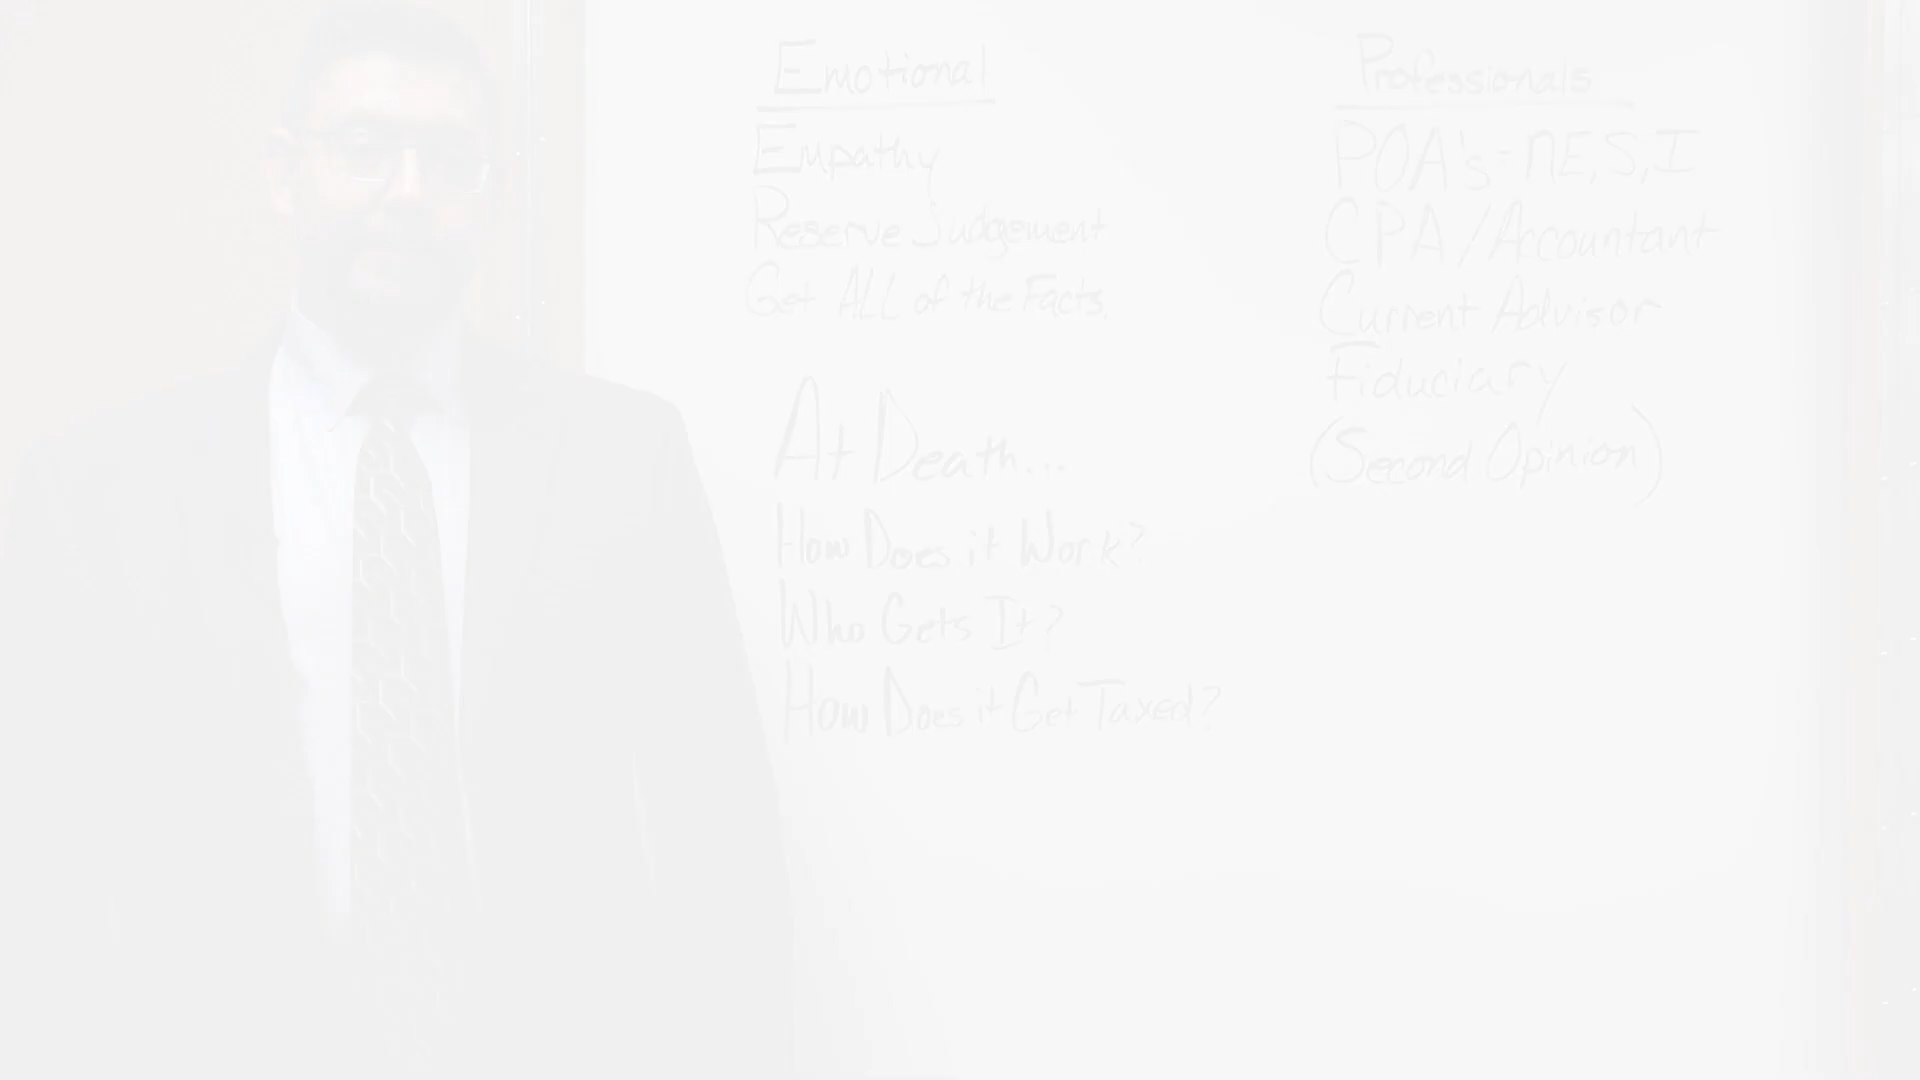 Emotional
Empathy
Reserve Judgement
Get ALL of the Facts.
At Death...
How Does it Work?
Who Gets It?
How Does it Get Taxed?
Professionals
POA's - NE, S, I
CPA/Accountant
Current Advisor
Fiduciary
(Second Opinion)